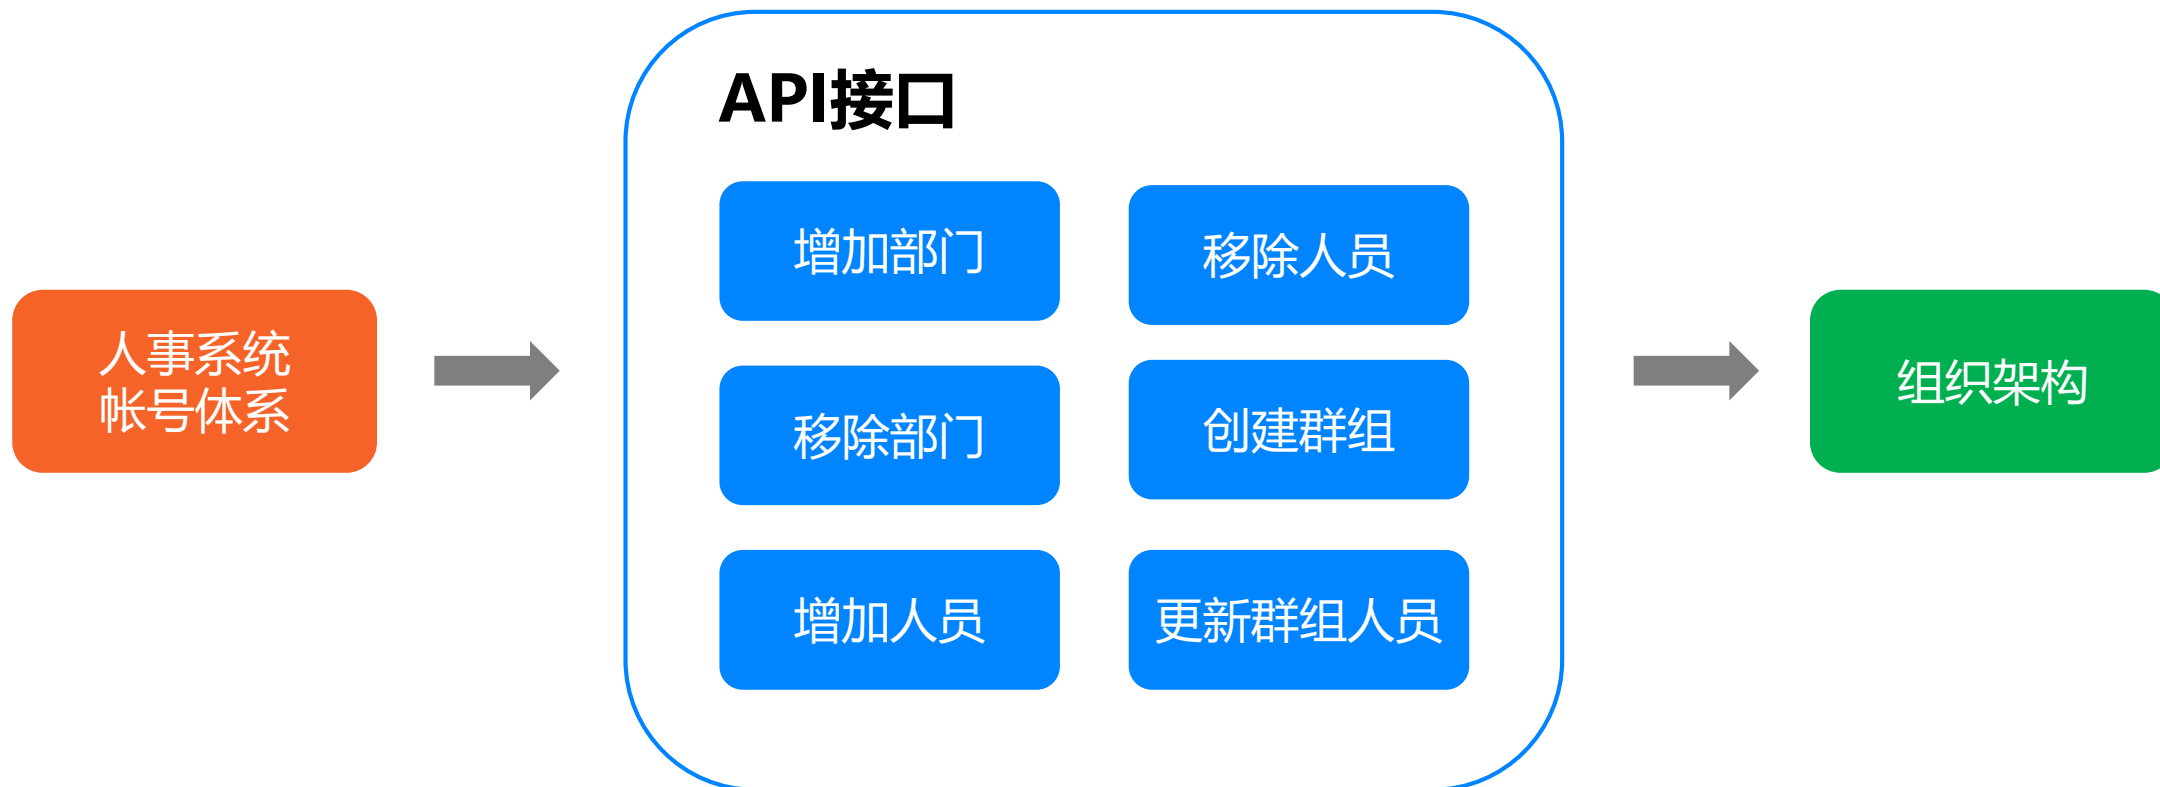 人事系统
帐号体系
API接口
增加部门
移除人员
移除部门
创建群组
增加人员
更新群组人员
组织架构